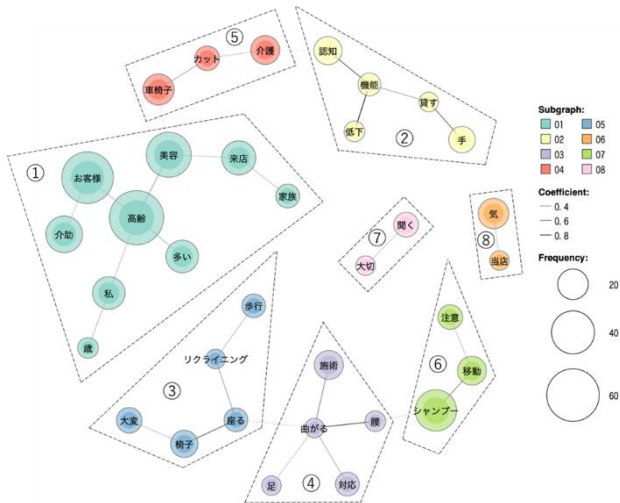 ⑤
介護
カット
車椅子
認知
機能
貸す
低下
手
②
①
美容
来店
お客様
家族
高齢
介助
多い
私
歳
聞く
⑦
大切
気
⑧
当店
歩行
リクライニング
③
大変
椅子
座る
施術
曲がる
腰
足
対応
④
注意
⑥
移動
シャンプー
Subgraph:
01 05
02 06
03 07
04 08
Coefficient:
0. 4
0. 6
0. 8
Frequency:
20
40
60